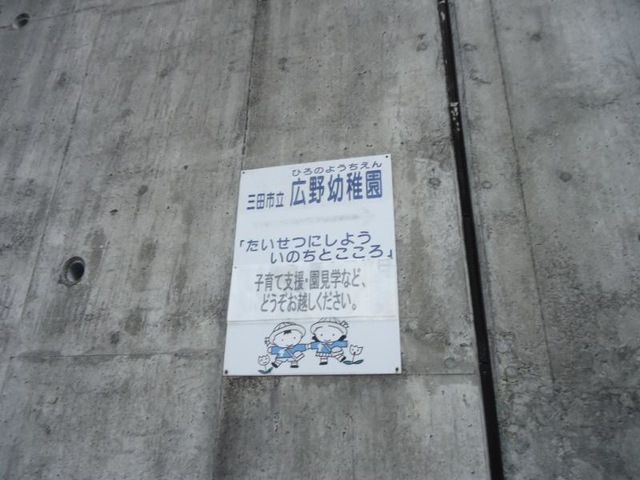 ひろのようちえん
三田市立 広野幼稚園
「たいせつにしよう
いのちとこころ」
子育て支援・園見学など、
どうぞお越しください。